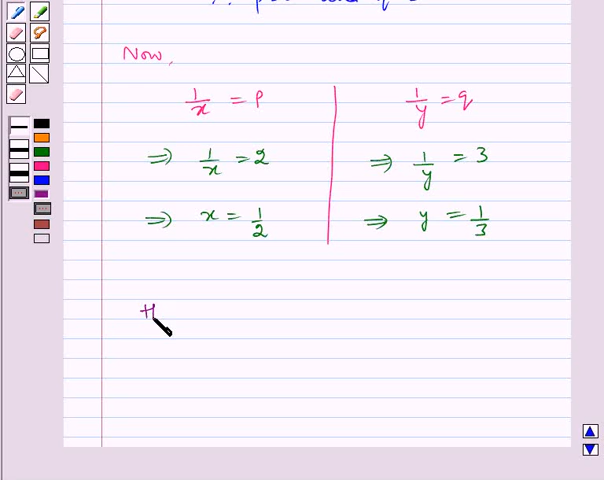 Now,
1/x = p
1/y = q
⇒ 1/x = 2
⇒ 1/y = 3
⇒ x = 1/2
⇒ y = 1/3
H